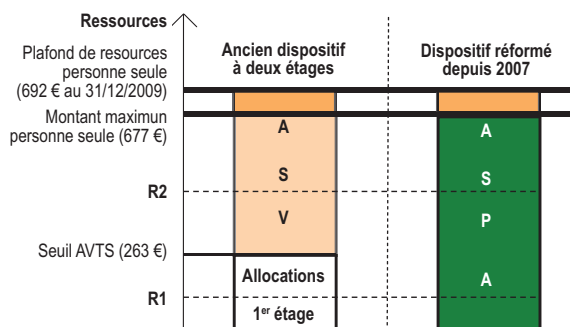 Ressources
Plafond de resources
personne seule
(692 € au 31/12/2009)
Ancien dispositif
à deux étages
Dispositif réformé
depuis 2007
Montant maximun
personne seule (677 €)
A
A
S
S
R2
V
P
Seuil AVTS (263 €)
Allocations
A
R1
1er étage